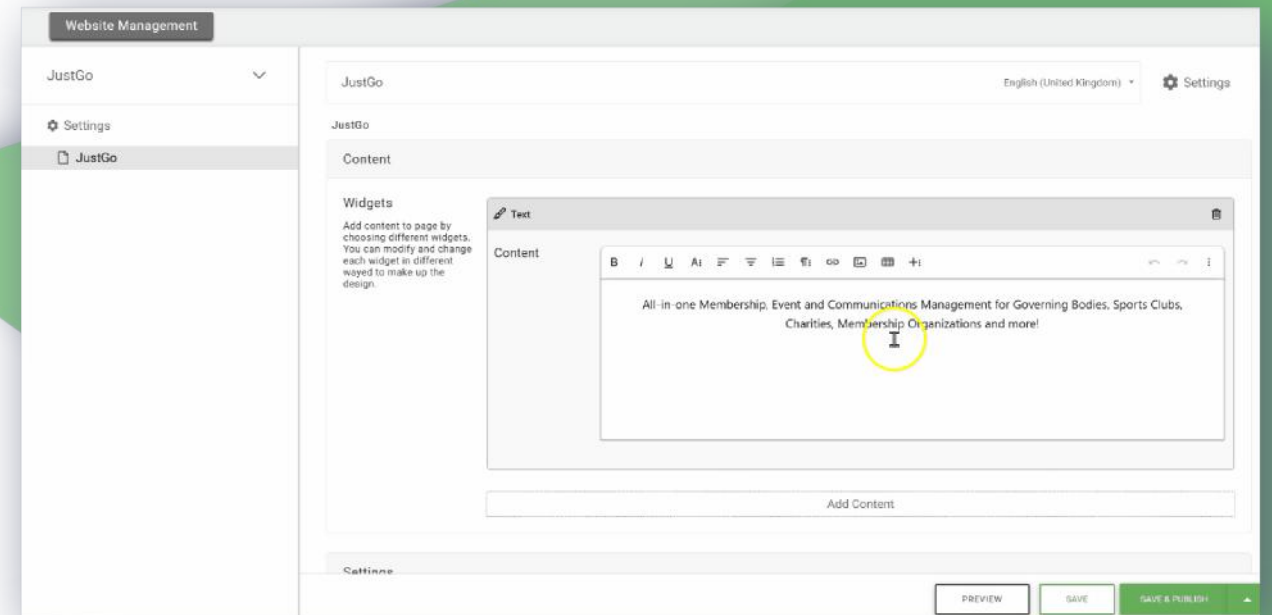 Website Management
JustGo
JustGo
English (United Kingdom)
Settings
Settings
JustGo
JustGo
Content
Widgets
Add content to page by
choosing different widgets.
You can modify and change
each widget in different
wayed to make up the
design.
Text
Content
B I U A
All-in-one Membership, Event and Communications Management for Governing Bodies, Sports Clubs,
Charities, Membership Organizations and more!
Add Content
Settings
PREVIEW
SAVE
SAVE & PUBLISH